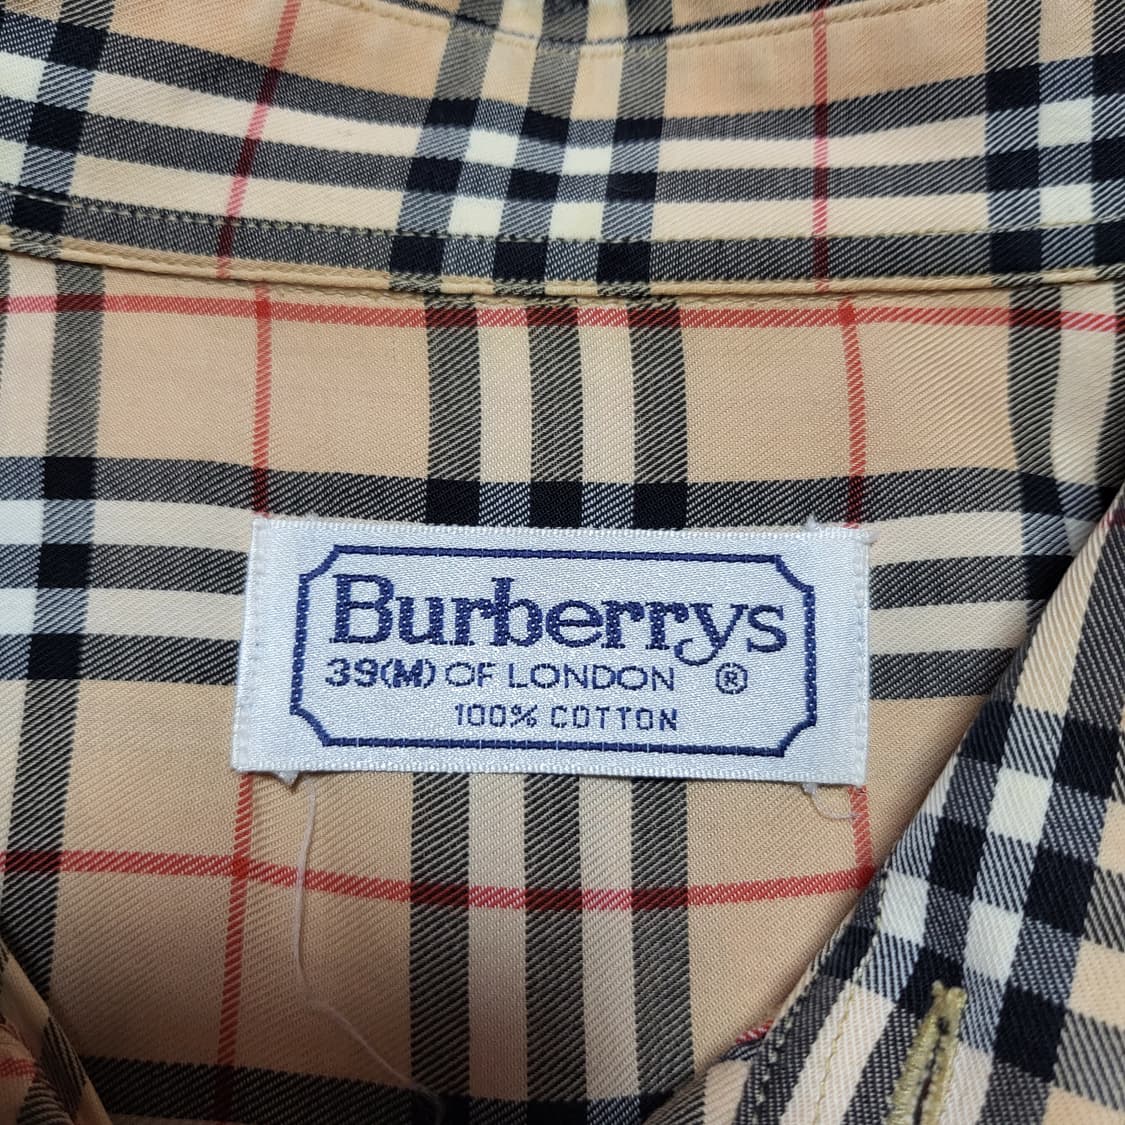 Burberrys
39(M) OF LONDON ®
100% COTTON